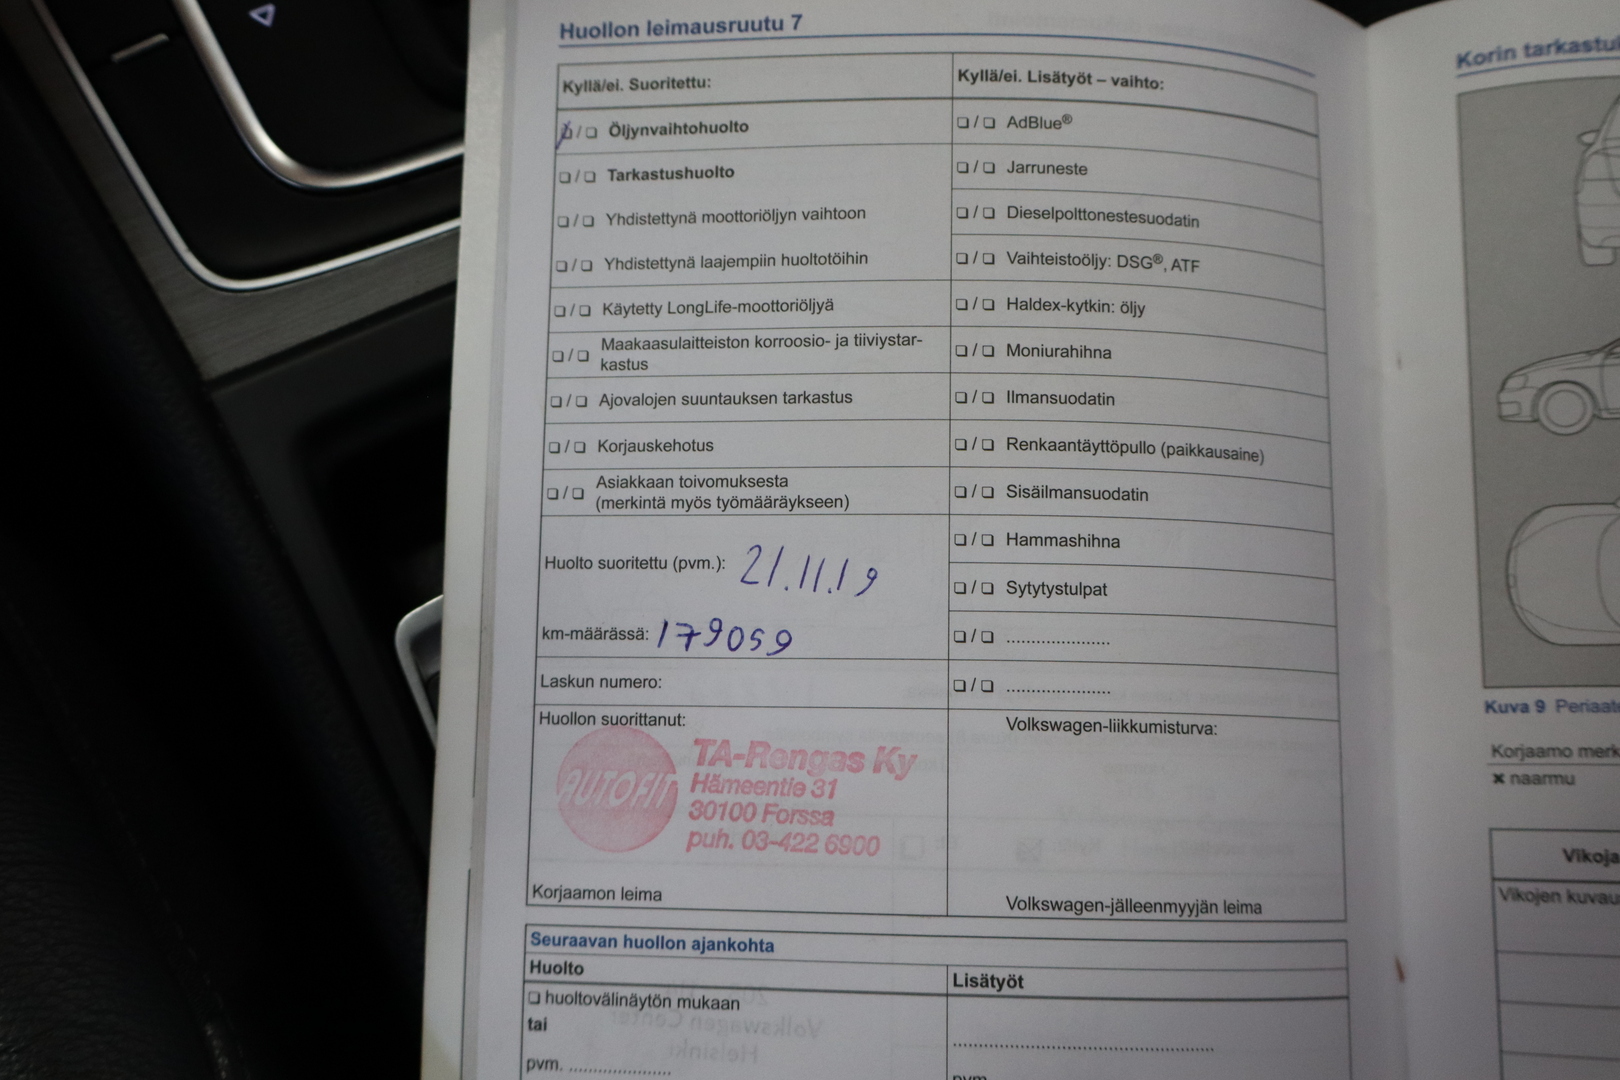 Huollon leimausruutu 7
Kyllä/ei. Suoritettu:
❑ / ❑ Öljynvaihtohuolto
❑ / ❑ Tarkastushuolto
❑ / ❑ Yhdistettynä moottoriöljyn vaihtoon
❑ / ❑ Yhdistettynä laajempiin huoltotöihin
❑ / ❑ Käytetty LongLife-moottoriöljyä
❑ / ❑ Maakaasulaitteiston korroosio- ja tiiviystar-
kastus
❑ / ❑ Ajovalojen suuntauksen tarkastus
❑ / ❑ Korjauskehotus
❑ / ❑ Asiakkaan toivomuksesta
(merkintä myös työmääräykseen)
Huolto suoritettu (pvm.): 21.11.19
km-määrässä: 179059
Laskun numero:
Huollon suorittanut:
AUTOFIT
TA-Rengas Ky
Hämeentie 31
30100 Forssa
puh. 03-422 6900
Korjaamon leima
Kyllä/ei. Lisätyöt – vaihto:
❑ / ❑ AdBlue®
❑ / ❑ Jarruneste
❑ / ❑ Dieselpolttonestesuodatin
❑ / ❑ Vaihteistoöljy: DSG®, ATF
❑ / ❑ Haldex-kytkin: öljy
❑ / ❑ Moniurahihna
❑ / ❑ Ilmansuodatin
❑ / ❑ Renkaantäyttöpullo (paikkausaine)
❑ / ❑ Sisäilmansuodatin
❑ / ❑ Hammashihna
❑ / ❑ Sytytystulpat
❑ / ❑ .....................
❑ / ❑ .....................
Volkswagen-liikkumisturva:
Volkswagen-jälleenmyyjän leima
Seuraavan huollon ajankohta
Huolto
❑ huoltovälinäytön mukaan
tai
pvm. .....................
Lisätyöt
.....................................................
pvm.
Korin
Kuva 9
Korjaamo
✖ naarmu
Vikojen